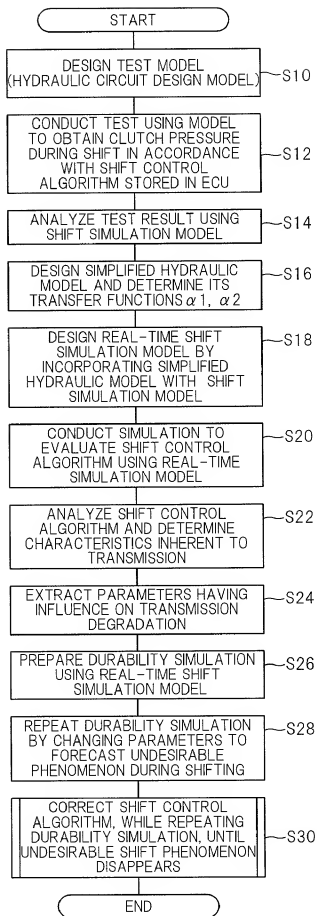 START
DESIGN TEST MODEL
(HYDRAULIC CIRCUIT DESIGN MODEL)
S10
CONDUCT TEST USING MODEL
TO OBTAIN CLUTCH PRESSURE
DURING SHIFT IN ACCORDANCE
WITH SHIFT CONTROL
ALGORITHM STORED IN ECU
S12
ANALYZE TEST RESULT USING
SHIFT SIMULATION MODEL
S14
DESIGN SIMPLIFIED HYDRAULIC
MODEL AND DETERMINE ITS
TRANSFER FUNCTIONS α1, α2
S16
DESIGN REAL-TIME SHIFT
SIMULATION MODEL BY
INCORPORATING SIMPLIFIED
HYDRAULIC MODEL WITH SHIFT
SIMULATION MODEL
S18
CONDUCT SIMULATION TO
EVALUATE SHIFT CONTROL
ALGORITHM USING REAL-TIME
SIMULATION MODEL
S20
ANALYZE SHIFT CONTROL
ALGORITHM AND DETERMINE
CHARACTERISTICS INHERENT TO
TRANSMISSION
S22
EXTRACT PARAMETERS HAVING
INFLUENCE ON TRANSMISSION
DEGRADATION
S24
PREPARE DURABILITY SIMULATION
USING REAL-TIME SHIFT
SIMULATION MODEL
S26
REPEAT DURABILITY SIMULATION
BY CHANGING PARAMETERS TO
FORECAST UNDESIRABLE
PHENOMENON DURING SHIFTING
S28
CORRECT SHIFT CONTROL
ALGORITHM, WHILE REPEATING
DURABILITY SIMULATION, UNTIL
UNDESIRABLE SHIFT PHENOMENON
DISAPPEARS
S30
END